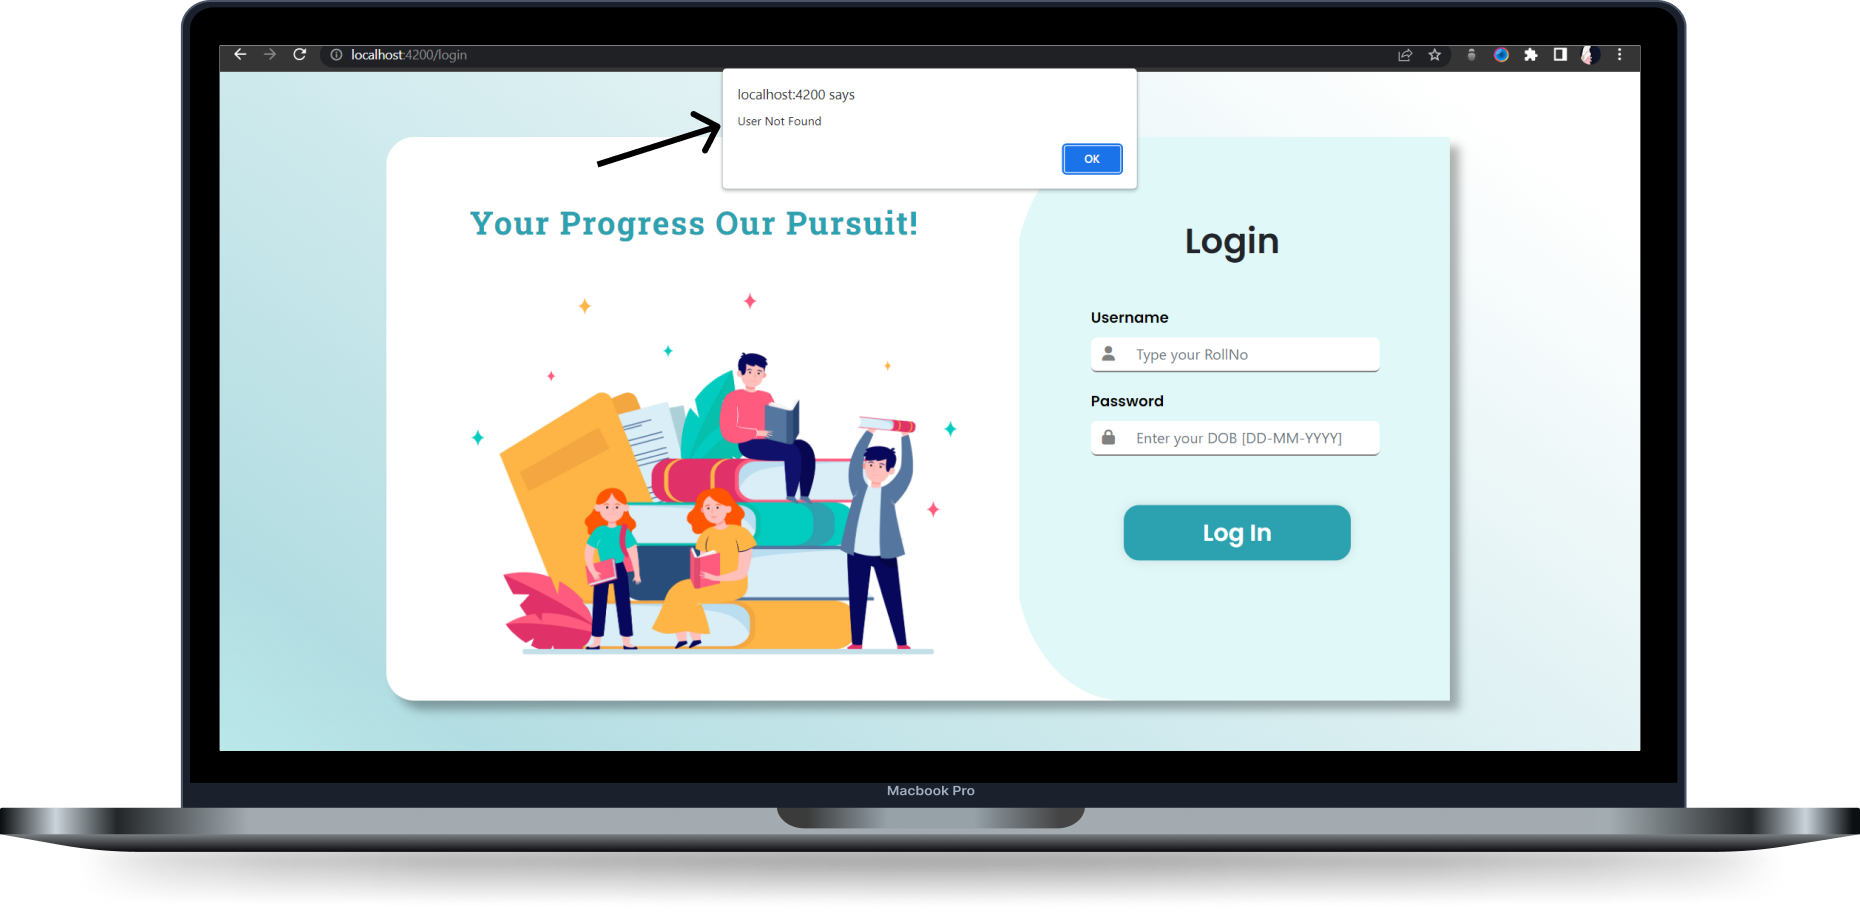 localhost:4200/login
localhost:4200 says
User Not Found
OK
Your Progress Our Pursuit!
Login
Username
Type your RollNo
Password
Enter your DOB [DD-MM-YYYY]
Log In
Macbook Pro